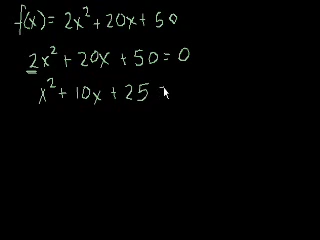 f(x) = 2x² + 20x + 50
2x² + 20x + 50 = 0
x² + 10x + 25 =